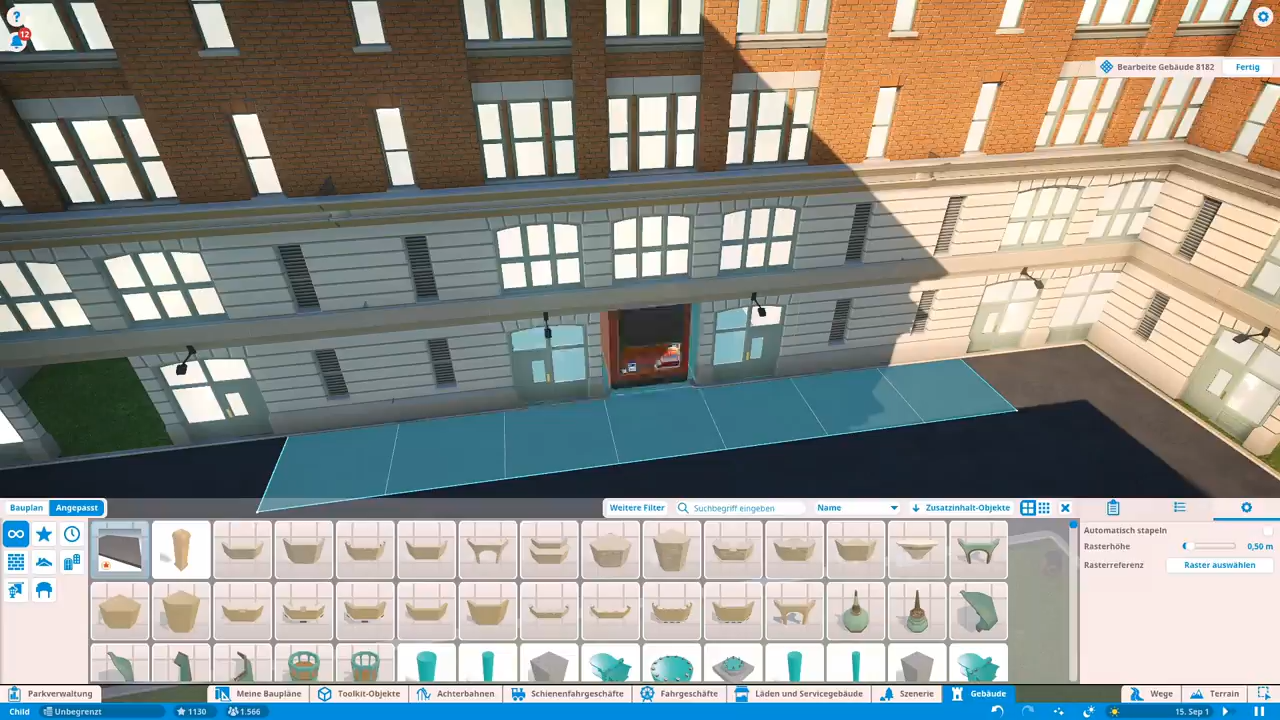 ?
12
Bearbeite Gebäude 8182
Fertig
Bauplan
Angepasst
Weitere Filter
Suchbegriff eingeben
Name
Zusatzinhalt-Objekte
Automatisch stapeln
Rasterhöhe
0,50 m
Rasterreferenz
Raster auswählen
Parkverwaltung
Meine Baupläne
Toolkit-Objekte
Achterbahnen
Schienenfahrgeschäfte
Fahrgeschäfte
Läden und Servicegebäude
Szenerie
Gebäude
Wege
Terrain
Child
Unbegrenzt
1130
1.566
15. Sep 1